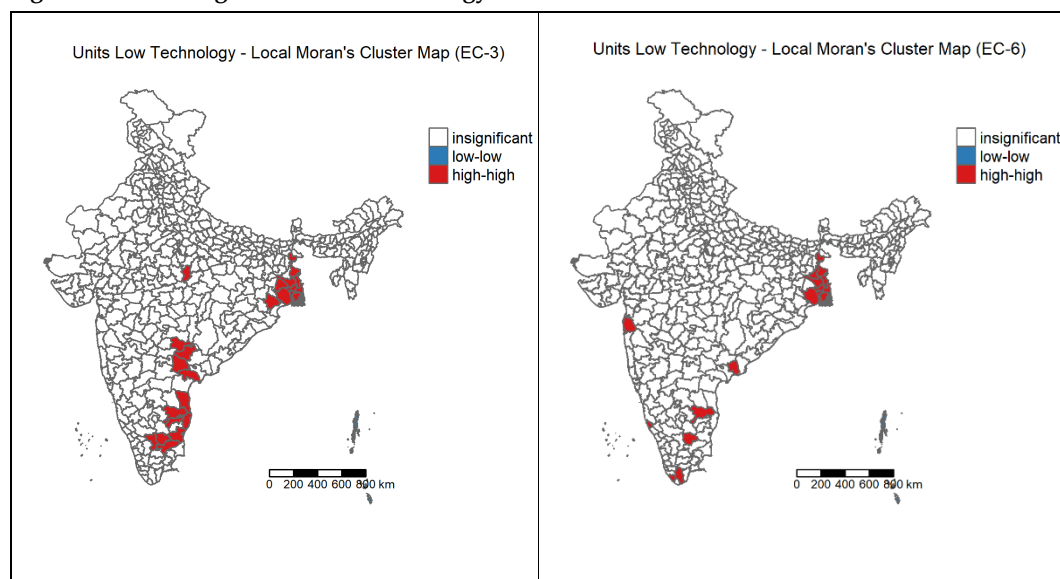 Units Low Technology - Local Moran's Cluster Map (EC-3)
insignificant
low-low
high-high
0 200 400 600 800 km
Units Low Technology - Local Moran's Cluster Map (EC-6)
insignificant
low-low
high-high
0 200 400 600 800 km